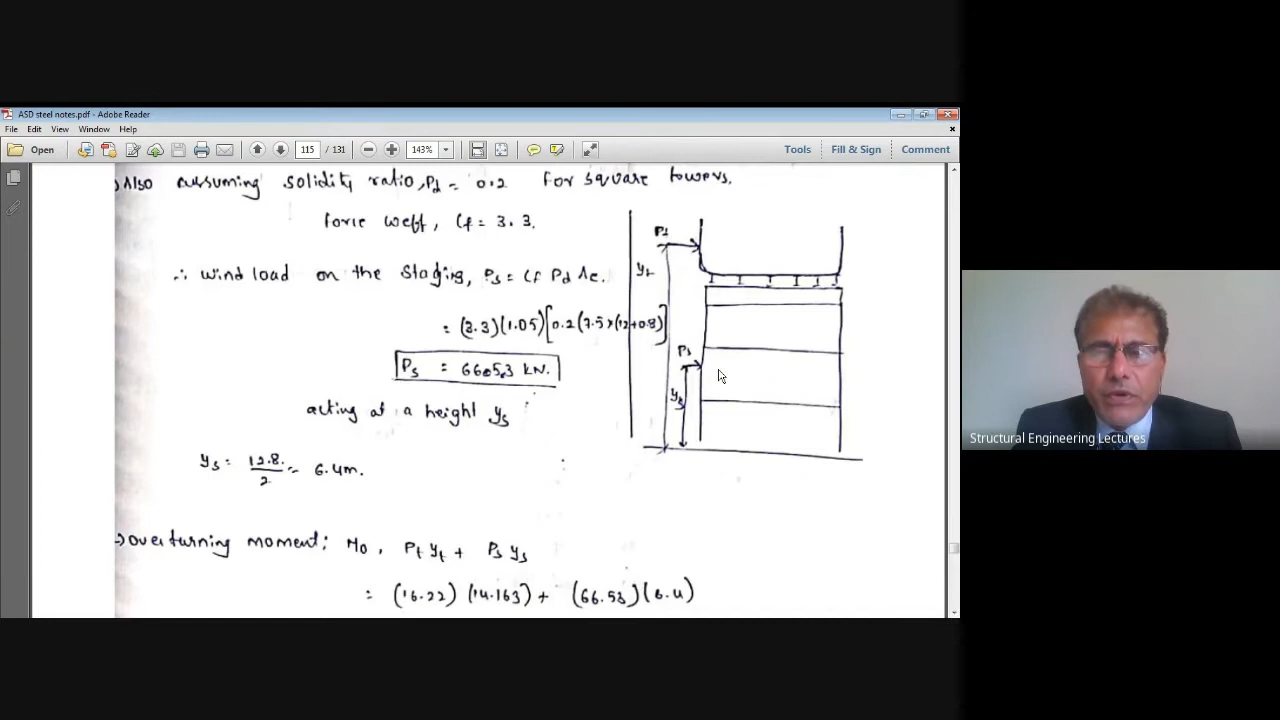 ASD steel notes.pdf - Adobe Reader
File Edit View Window Help
Open 115 / 131 143% Tools Fill & Sign Comment
Also assuming solidity ratio, Pd = 0.2 for square towers.
force coeff, Cf = 3.3.
∴ wind load on the staging, Ps = Cf Pd Ae.
= (3.3)(1.05)[0.2(7.5×(12+0.8)]
Ps = 66.53 kN.
acting at a height ys
ys = 12.8/2 = 6.4m.
→ overturning moment; Mo, Pt yt + Ps ys
= (16.22) (14.163) + (66.53)(6.4)
Pt
yt
Ps
ys
Structural Engineering Lectures